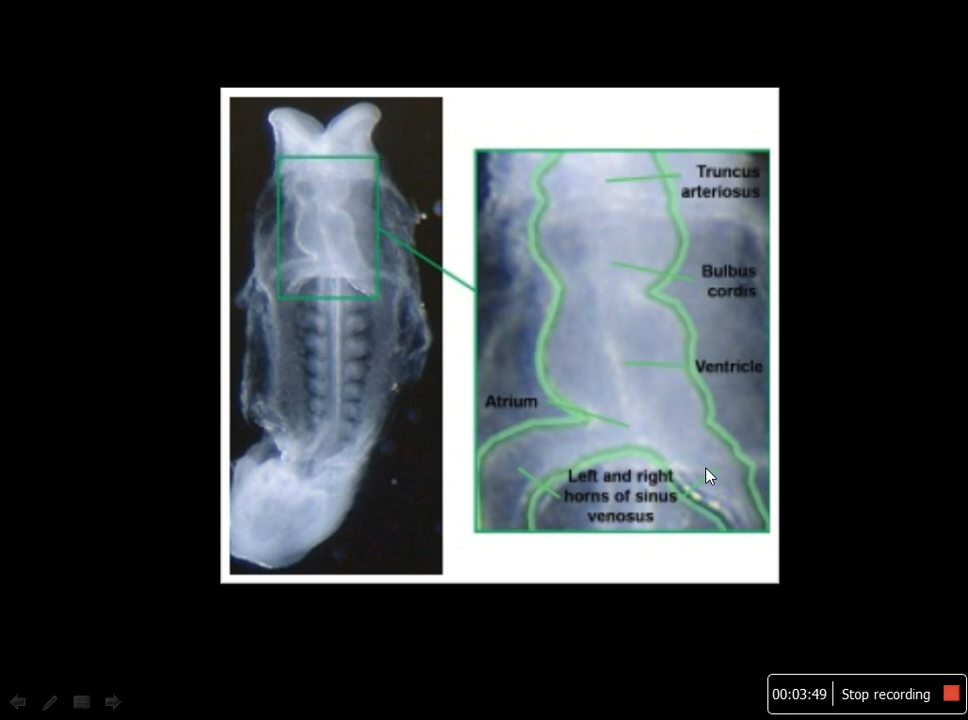 Truncus
arteriosus
Bulbus
cordis
Ventricle
Atrium
Left and right
horns of sinus
venosus
00:03:49 Stop recording